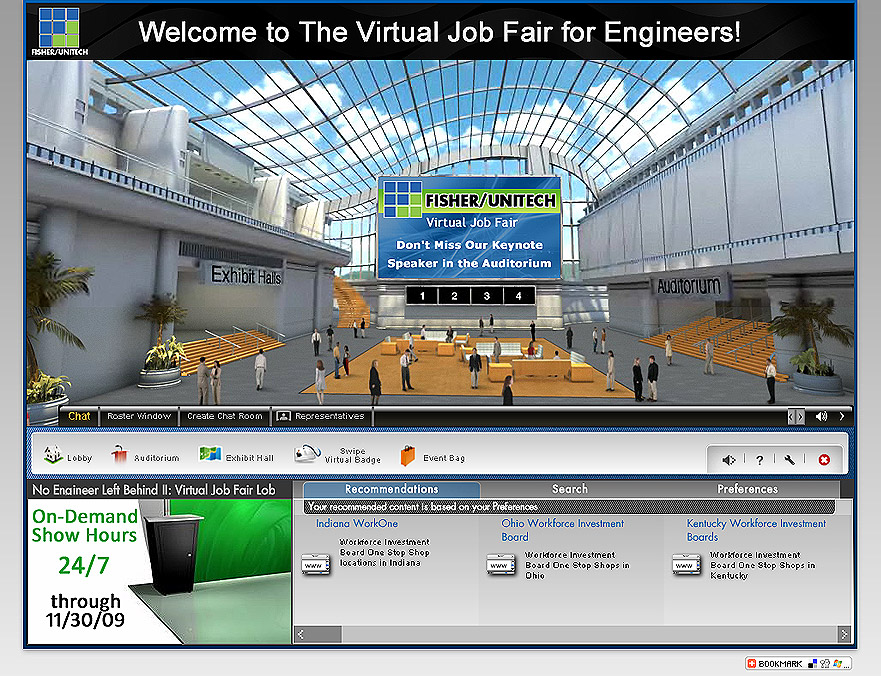 FISHER/UNITECH
Welcome to The Virtual Job Fair for Engineers!
FISHER/UNITECH
Virtual Job Fair
Don't Miss Our Keynote
Speaker in the Auditorium
Exhibit Halls
Auditorium
1 2 3 4
Chat Roster Window Create Chat Room Representatives
Lobby Auditorium Exhibit Hall Swipe Virtual Badge Event Bag ?
No Engineer Left Behind II: Virtual Job Fair Lob
Recommendations Search Preferences
Your recommended content is based on your Preferences
On-Demand
Show Hours
24/7
through
11/30/09
Indiana WorkOne
www
Workforce Investment
Board One Stop Shop
locations in Indiana
Ohio Workforce Investment
Board
www
Workforce Investment
Board One Stop Shops in
Ohio
Kentucky Workforce Investment
Boards
www
Workforce Investment
Board One Stop Shops in
Kentucky
BOOKMARK